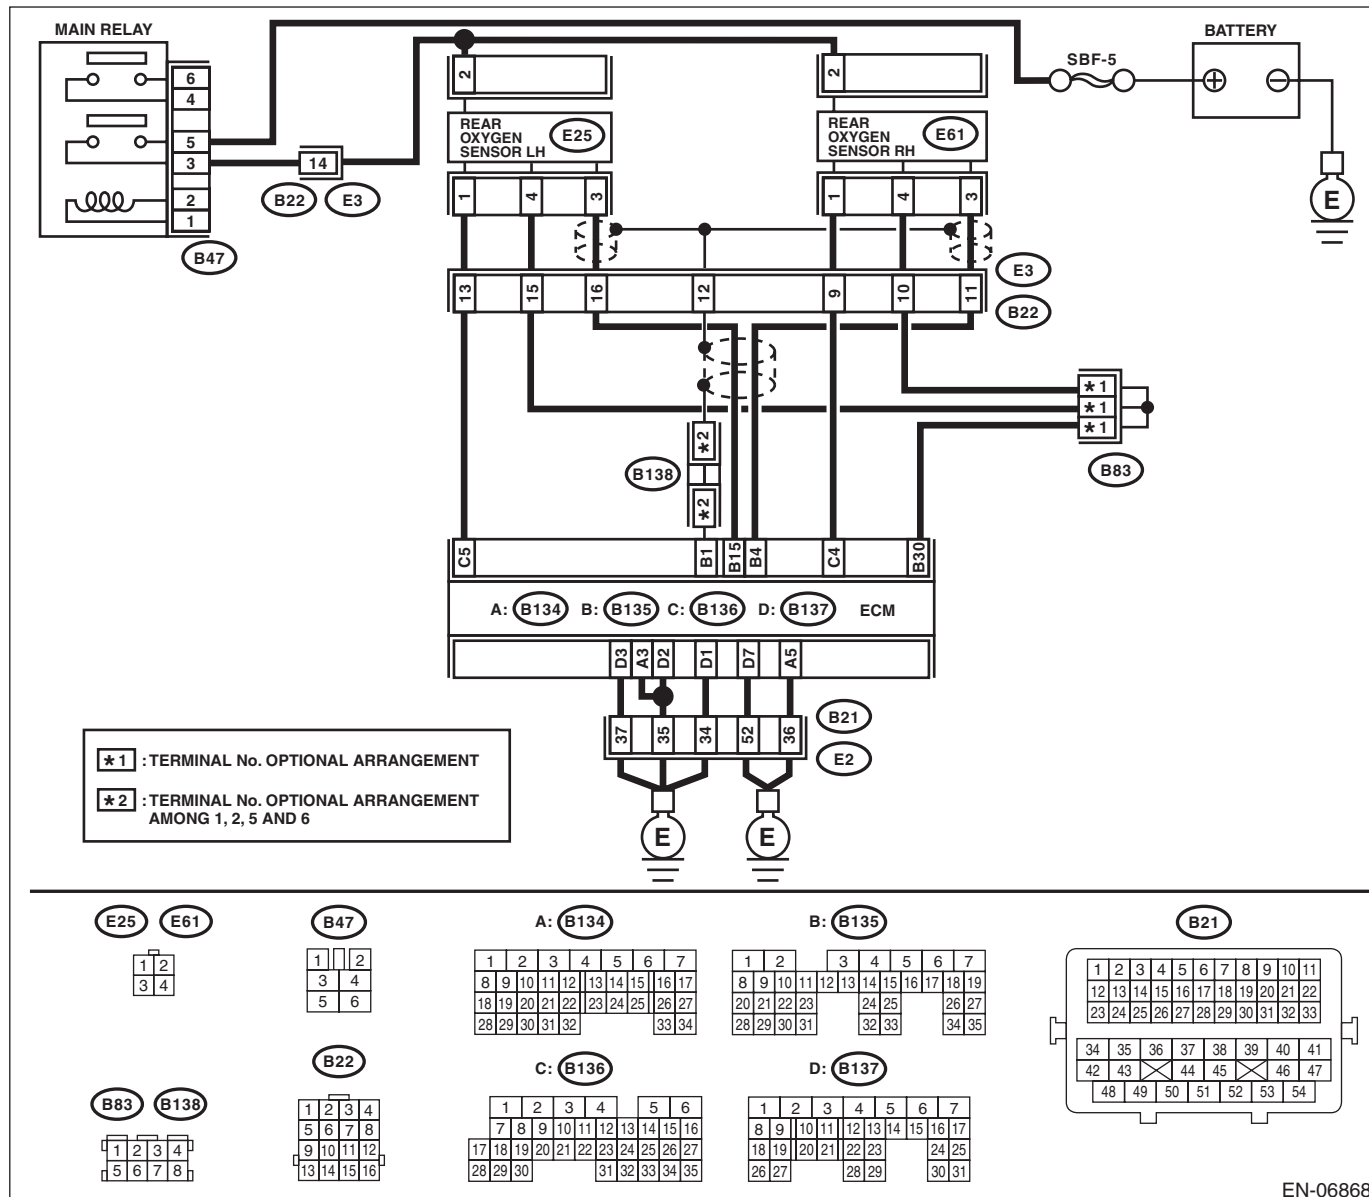 MAIN RELAY
BATTERY
SBF-5
6
4
5
3
2
1
B47
14
B22 E3
2
REAR
OXYGEN
SENSOR LH
E25
2
REAR
OXYGEN
SENSOR RH
E61
+ −
E
1 4 3
1 4 3
13 15 16 12 9 10 11
E3
B22
*1
*1
*1
B83
B138
*2
*2
C5 B1 B15 B4 C4 B30
A: B134 B: B135 C: B136 D: B137 ECM
D3 A3 D2 D1 D7 A5
37 35 34 52 36
B21
E2
E E
*1 : TERMINAL No. OPTIONAL ARRANGEMENT
*2 : TERMINAL No. OPTIONAL ARRANGEMENT
AMONG 1, 2, 5 AND 6
E25 E61
1 2
3 4
B47
1 2
3 4
5 6
A: B134
1 2 3 4 5 6 7
8 9 10 11 12 13 14 15 16 17
18 19 20 21 22 23 24 25 26 27
28 29 30 31 32 33 34
B: B135
1 2 3 4 5 6 7
8 9 10 11 12 13 14 15 16 17 18 19
20 21 22 23 24 25 26 27
28 29 30 31 32 33 34 35
B21
1 2 3 4 5 6 7 8 9 10 11
12 13 14 15 16 17 18 19 20 21 22
23 24 25 26 27 28 29 30 31 32 33
34 35 36 37 38 39 40 41
42 43 44 45 46 47
48 49 50 51 52 53 54
B83 B138
1 2 3 4
5 6 7 8
B22
1 2 3 4
5 6 7 8
9 10 11 12
13 14 15 16
C: B136
1 2 3 4 5 6
7 8 9 10 11 12 13 14 15 16
17 18 19 20 21 22 23 24 25 26 27
28 29 30 31 32 33 34 35
D: B137
1 2 3 4 5 6 7
8 9 10 11 12 13 14 15 16 17
18 19 20 21 22 23 24 25
26 27 28 29 30 31
EN-06868